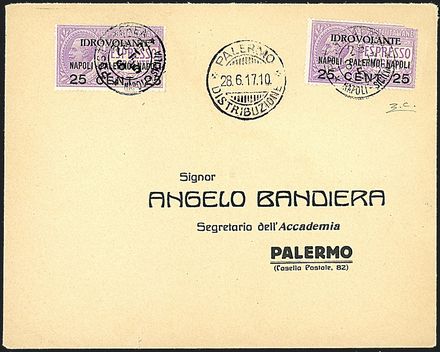 IDROVOLANTE
NAPOLI - PALERMO - NAPOLI
25 CENT. 25
PALERMO
28.6.17.10
DISTRIBUZIONE
IDROVOLANTE
ESPRESSO
NAPOLI - PALERMO - NAPOLI
25 CENT. 25
Signor
ANGELO BANDIERA
Segretario dell'Accademia
PALERMO
(Casella Postale, 82)